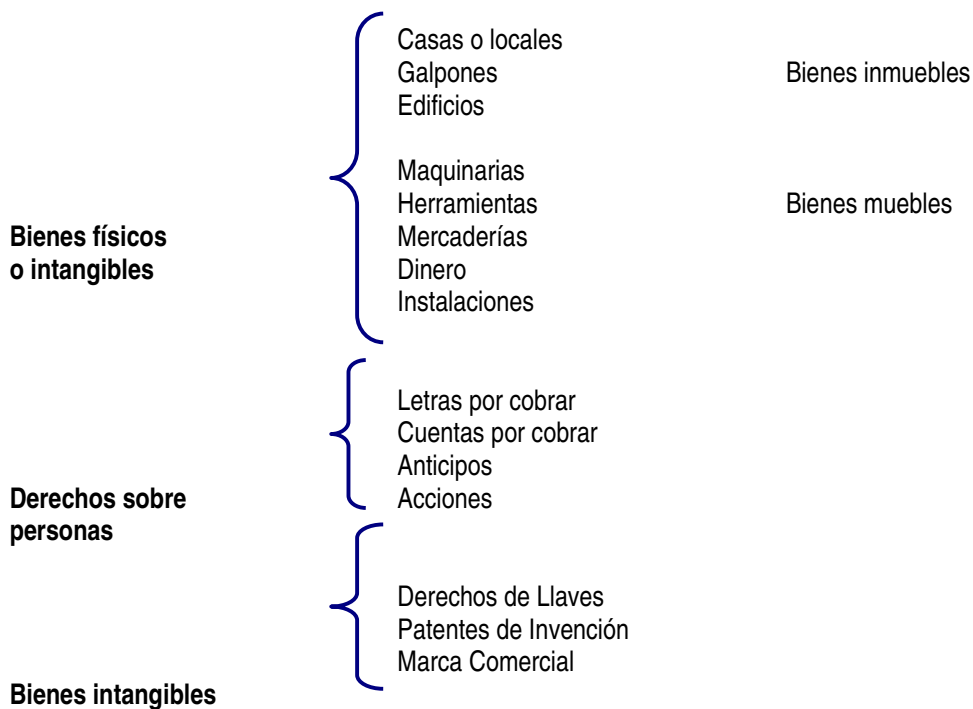 Casas o locales
Galpones Bienes inmuebles
Edificios
Maquinarias
Herramientas Bienes muebles
Bienes físicos
Mercaderías
o intangibles
Dinero
Instalaciones
Letras por cobrar
Cuentas por cobrar
Anticipos
Derechos sobre
Acciones
personas
Derechos de Llaves
Patentes de Invención
Marca Comercial
Bienes intangibles